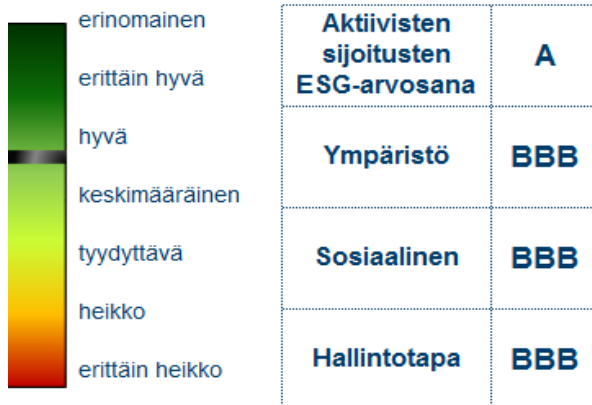 erinomainen
erittäin hyvä
hyvä
keskimääräinen
tyydyttävä
heikko
erittäin heikko
Aktiivisten
sijoitusten
ESG-arvosana
A
Ympäristö
BBB
Sosiaalinen
BBB
Hallintotapa
BBB